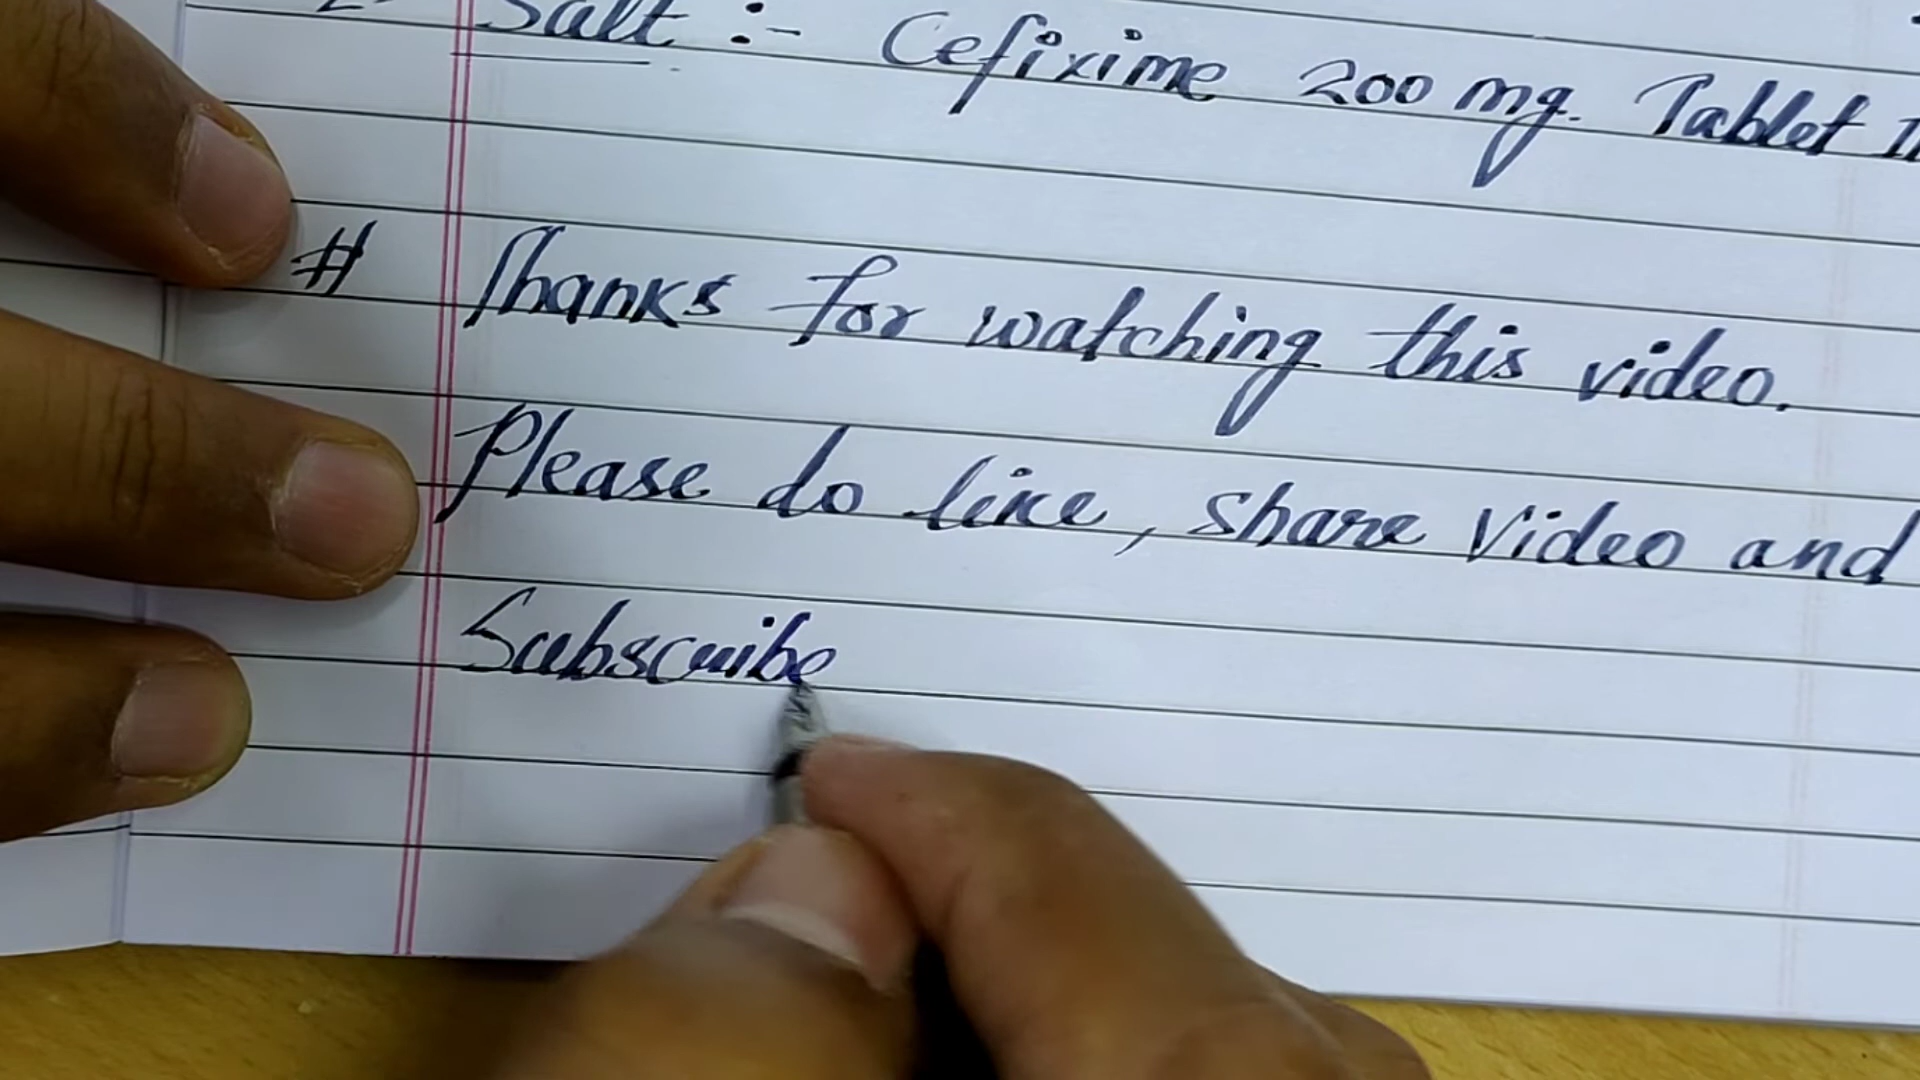 Salt :- Cefixime 200 mg. Tablet
# Thanks for watching this video.
Please do like, share Video and
Subscribe